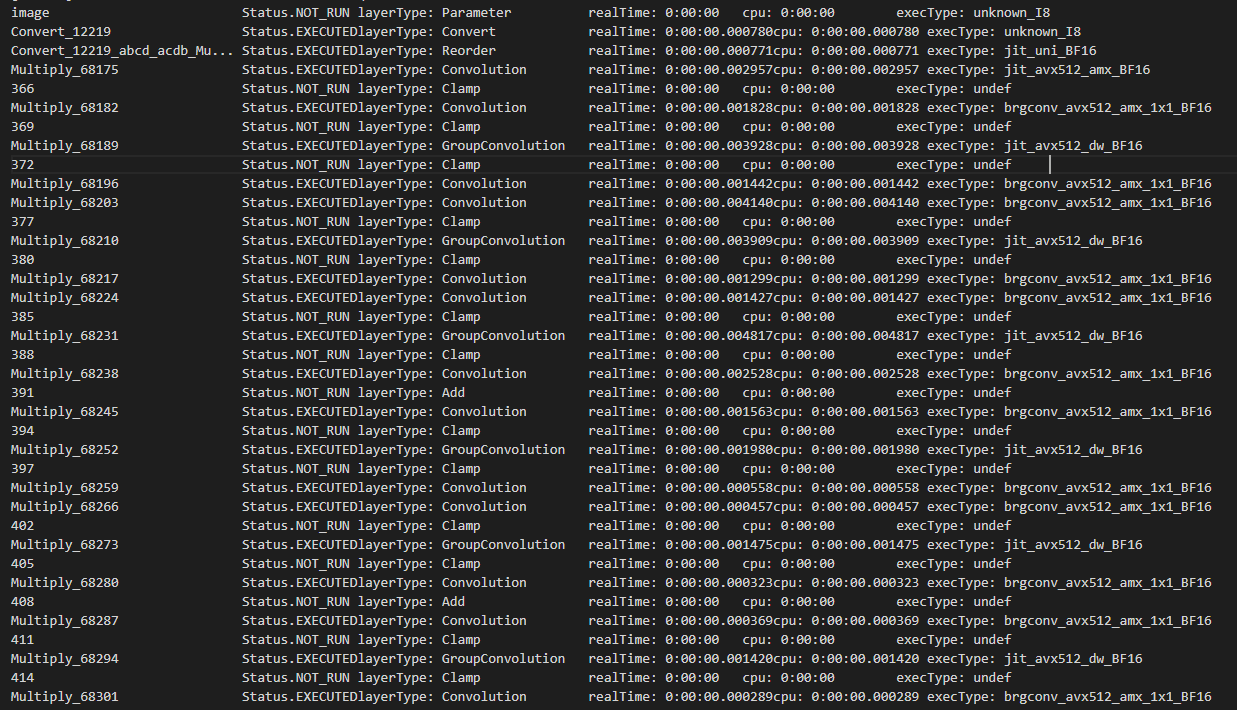 image Status.NOT_RUN layerType: Parameter realTime: 0:00:00 cpu: 0:00:00 execType: unknown_I8
Convert_12219 Status.EXECUTEDlayerType: Convert realTime: 0:00:00.000780cpu: 0:00:00.000780 execType: unknown_I8
Convert_12219_abcd_acdb_Mu... Status.EXECUTEDlayerType: Reorder realTime: 0:00:00.000771cpu: 0:00:00.000771 execType: jit_uni_BF16
Multiply_68175 Status.EXECUTEDlayerType: Convolution realTime: 0:00:00.002957cpu: 0:00:00.002957 execType: jit_avx512_amx_BF16
366 Status.NOT_RUN layerType: Clamp realTime: 0:00:00 cpu: 0:00:00 execType: undef
Multiply_68182 Status.EXECUTEDlayerType: Convolution realTime: 0:00:00.001828cpu: 0:00:00.001828 execType: brgconv_avx512_amx_1x1_BF16
369 Status.NOT_RUN layerType: Clamp realTime: 0:00:00 cpu: 0:00:00 execType: undef
Multiply_68189 Status.EXECUTEDlayerType: GroupConvolution realTime: 0:00:00.003928cpu: 0:00:00.003928 execType: jit_avx512_dw_BF16
372 Status.NOT_RUN layerType: Clamp realTime: 0:00:00 cpu: 0:00:00 execType: undef
Multiply_68196 Status.EXECUTEDlayerType: Convolution realTime: 0:00:00.001442cpu: 0:00:00.001442 execType: brgconv_avx512_amx_1x1_BF16
Multiply_68203 Status.EXECUTEDlayerType: Convolution realTime: 0:00:00.004140cpu: 0:00:00.004140 execType: brgconv_avx512_amx_1x1_BF16
377 Status.NOT_RUN layerType: Clamp realTime: 0:00:00 cpu: 0:00:00 execType: undef
Multiply_68210 Status.EXECUTEDlayerType: GroupConvolution realTime: 0:00:00.003909cpu: 0:00:00.003909 execType: jit_avx512_dw_BF16
380 Status.NOT_RUN layerType: Clamp realTime: 0:00:00 cpu: 0:00:00 execType: undef
Multiply_68217 Status.EXECUTEDlayerType: Convolution realTime: 0:00:00.001299cpu: 0:00:00.001299 execType: brgconv_avx512_amx_1x1_BF16
Multiply_68224 Status.EXECUTEDlayerType: Convolution realTime: 0:00:00.001427cpu: 0:00:00.001427 execType: brgconv_avx512_amx_1x1_BF16
385 Status.NOT_RUN layerType: Clamp realTime: 0:00:00 cpu: 0:00:00 execType: undef
Multiply_68231 Status.EXECUTEDlayerType: GroupConvolution realTime: 0:00:00.004817cpu: 0:00:00.004817 execType: jit_avx512_dw_BF16
388 Status.NOT_RUN layerType: Clamp realTime: 0:00:00 cpu: 0:00:00 execType: undef
Multiply_68238 Status.EXECUTEDlayerType: Convolution realTime: 0:00:00.002528cpu: 0:00:00.002528 execType: brgconv_avx512_amx_1x1_BF16
391 Status.NOT_RUN layerType: Add realTime: 0:00:00 cpu: 0:00:00 execType: undef
Multiply_68245 Status.EXECUTEDlayerType: Convolution realTime: 0:00:00.001563cpu: 0:00:00.001563 execType: brgconv_avx512_amx_1x1_BF16
394 Status.NOT_RUN layerType: Clamp realTime: 0:00:00 cpu: 0:00:00 execType: undef
Multiply_68252 Status.EXECUTEDlayerType: GroupConvolution realTime: 0:00:00.001980cpu: 0:00:00.001980 execType: jit_avx512_dw_BF16
397 Status.NOT_RUN layerType: Clamp realTime: 0:00:00 cpu: 0:00:00 execType: undef
Multiply_68259 Status.EXECUTEDlayerType: Convolution realTime: 0:00:00.000558cpu: 0:00:00.000558 execType: brgconv_avx512_amx_1x1_BF16
Multiply_68266 Status.EXECUTEDlayerType: Convolution realTime: 0:00:00.000457cpu: 0:00:00.000457 execType: brgconv_avx512_amx_1x1_BF16
402 Status.NOT_RUN layerType: Clamp realTime: 0:00:00 cpu: 0:00:00 execType: undef
Multiply_68273 Status.EXECUTEDlayerType: GroupConvolution realTime: 0:00:00.001475cpu: 0:00:00.001475 execType: jit_avx512_dw_BF16
405 Status.NOT_RUN layerType: Clamp realTime: 0:00:00 cpu: 0:00:00 execType: undef
Multiply_68280 Status.EXECUTEDlayerType: Convolution realTime: 0:00:00.000323cpu: 0:00:00.000323 execType: brgconv_avx512_amx_1x1_BF16
408 Status.NOT_RUN layerType: Add realTime: 0:00:00 cpu: 0:00:00 execType: undef
Multiply_68287 Status.EXECUTEDlayerType: Convolution realTime: 0:00:00.000369cpu: 0:00:00.000369 execType: brgconv_avx512_amx_1x1_BF16
411 Status.NOT_RUN layerType: Clamp realTime: 0:00:00 cpu: 0:00:00 execType: undef
Multiply_68294 Status.EXECUTEDlayerType: GroupConvolution realTime: 0:00:00.001420cpu: 0:00:00.001420 execType: jit_avx512_dw_BF16
414 Status.NOT_RUN layerType: Clamp realTime: 0:00:00 cpu: 0:00:00 execType: undef
Multiply_68301 Status.EXECUTEDlayerType: Convolution realTime: 0:00:00.000289cpu: 0:00:00.000289 execType: brgconv_avx512_amx_1x1_BF16